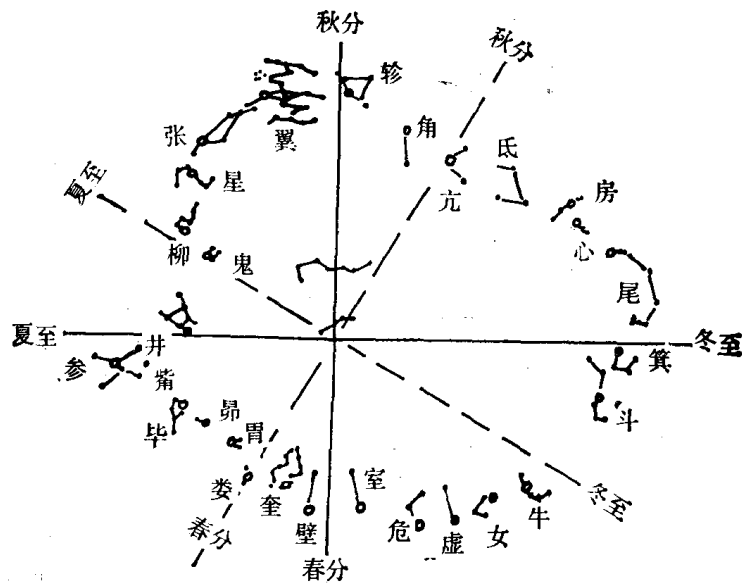 秋分
秋分
轸
角
亢
氐
房
心
尾
箕
冬至
斗
冬至
牛
女
虚
危
室
春分
壁
奎
春分
娄
胃
昴
毕
觜
参
井
夏至
鬼
柳
夏至
星
张
翼